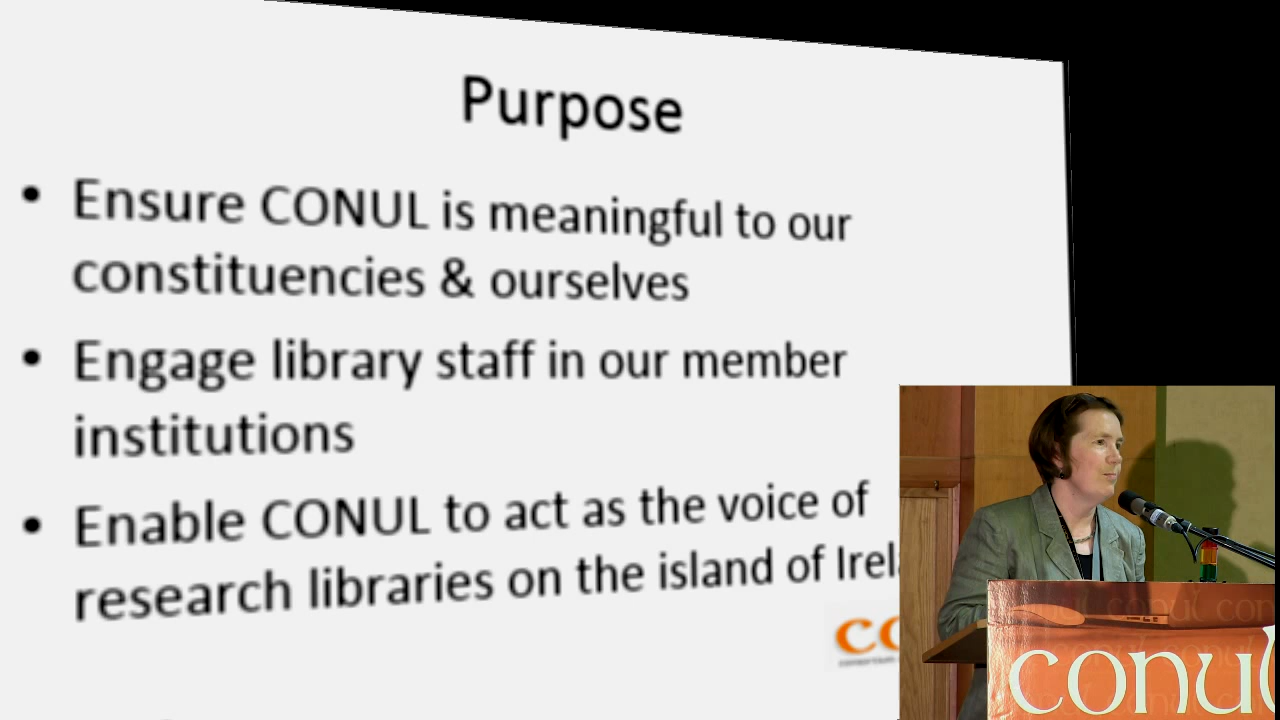 Purpose
• Ensure CONUL is meaningful to our
constituencies & ourselves
• Engage library staff in our member
institutions
• Enable CONUL to act as the voice of
research libraries on the island of Irel
co
consortium
conul